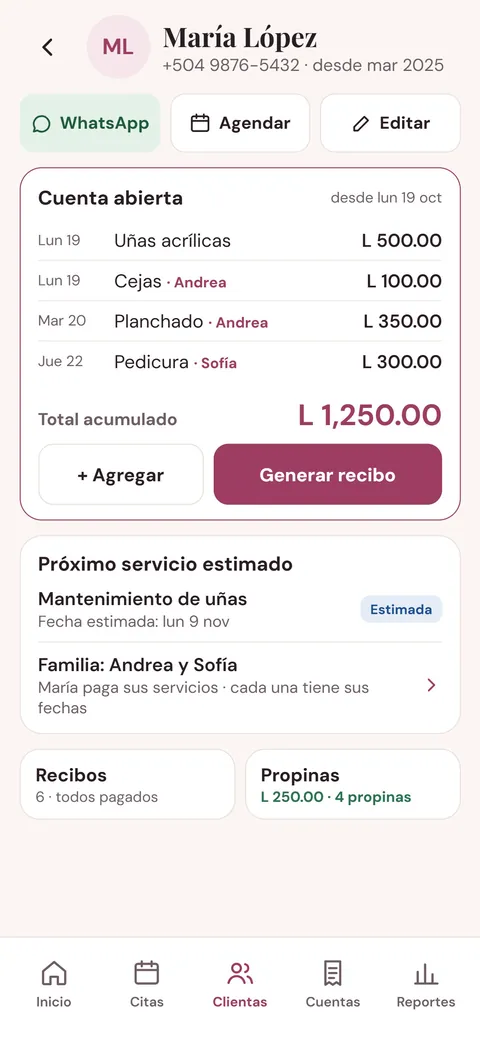 ML
María López
+504 9876-5432 · desde mar 2025
WhatsApp
Agendar
Editar
Cuenta abierta
desde lun 19 oct
Lun 19 Uñas acrílicas L 500.00
Lun 19 Cejas · Andrea L 100.00
Mar 20 Planchado · Andrea L 350.00
Jue 22 Pedicura · Sofía L 300.00
Total acumulado L 1,250.00
+ Agregar
Generar recibo
Próximo servicio estimado
Mantenimiento de uñas
Fecha estimada: lun 9 nov
Estimada
Familia: Andrea y Sofía
María paga sus servicios · cada una tiene sus
fechas
Recibos
6 · todos pagados
Propinas
L 250.00 · 4 propinas
Inicio
Citas
Clientas
Cuentas
Reportes